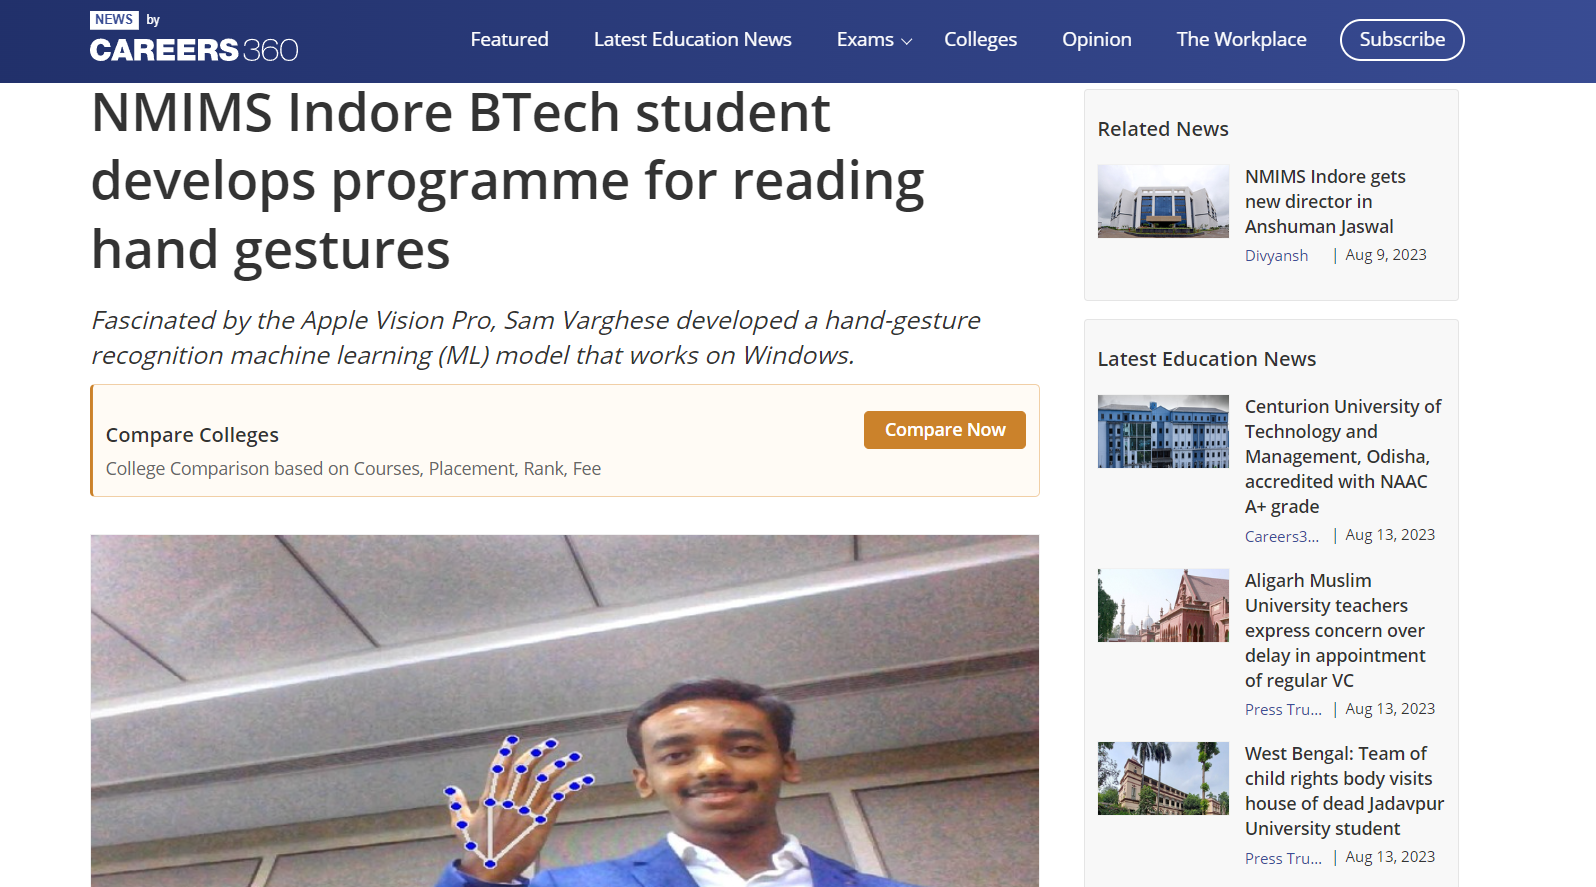 NEWS by
CAREERS360
Featured
Latest Education News
Exams
Colleges
Opinion
The Workplace
Subscribe
NMIMS Indore BTech student
develops programme for reading
hand gestures
Fascinated by the Apple Vision Pro, Sam Varghese developed a hand-gesture
recognition machine learning (ML) model that works on Windows.
Compare Colleges
College Comparison based on Courses, Placement, Rank, Fee
Compare Now
Related News
NMIMS Indore gets
new director in
Anshuman Jaswal
Divyansh | Aug 9, 2023
Latest Education News
Centurion University of
Technology and
Management, Odisha,
accredited with NAAC
A+ grade
Careers3... | Aug 13, 2023
Aligarh Muslim
University teachers
express concern over
delay in appointment
of regular VC
Press Tru... | Aug 13, 2023
West Bengal: Team of
child rights body visits
house of dead Jadavpur
University student
Press Tru... | Aug 13, 2023